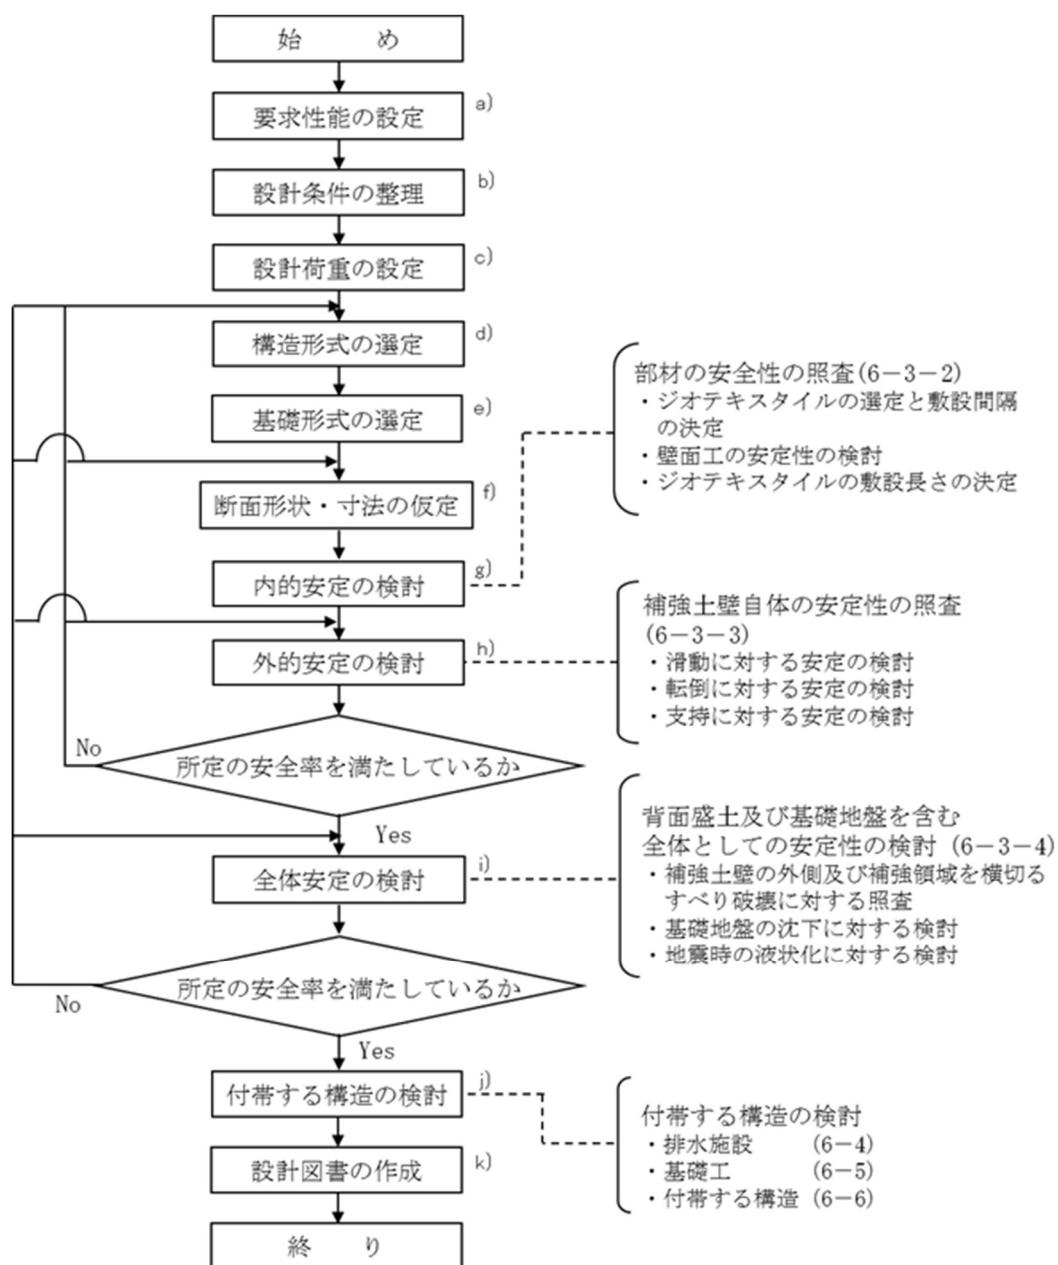 始　め
要求性能の設定 a)
設計条件の整理 b)
設計荷重の設定 c)
構造形式の選定 d)
基礎形式の選定 e)
断面形状・寸法の仮定 f)
内的安定の検討 g)
外的安定の検討 h)
所定の安全率を満たしているか
No
Yes
全体安定の検討 i)
所定の安全率を満たしているか
No
Yes
付帯する構造の検討 j)
設計図書の作成 k)
終　り
部材の安全性の照査(6－3－2)
・ジオテキスタイルの選定と敷設間隔
の決定
・壁面工の安定性の検討
・ジオテキスタイルの敷設長さの決定
補強土壁自体の安定性の照査
(6－3－3)
・滑動に対する安定の検討
・転倒に対する安定の検討
・支持に対する安定の検討
背面盛土及び基礎地盤を含む
全体としての安定性の検討 (6－3－4)
・補強土壁の外側及び補強領域を横切る
すべり破壊に対する照査
・基礎地盤の沈下に対する検討
・地震時の液状化に対する検討
付帯する構造の検討
・排水施設 (6－4)
・基礎工 (6－5)
・付帯する構造 (6－6)